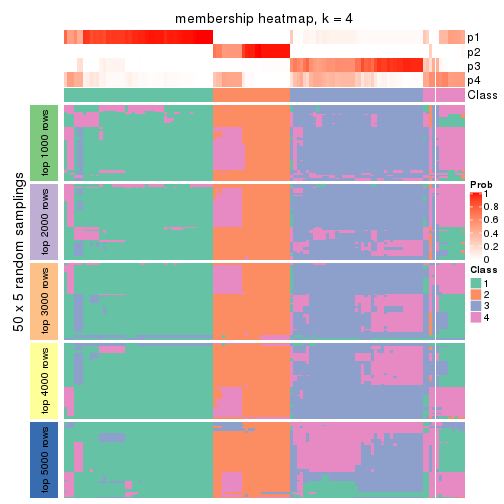 membership heatmap, k = 4
p1
p2
p3
p4
Class
50 x 5 random samplings
top 1000 rows
top 2000 rows
top 3000 rows
top 4000 rows
top 5000 rows
Prob
1
0.8
0.6
0.4
0.2
0
Class
1
2
3
4